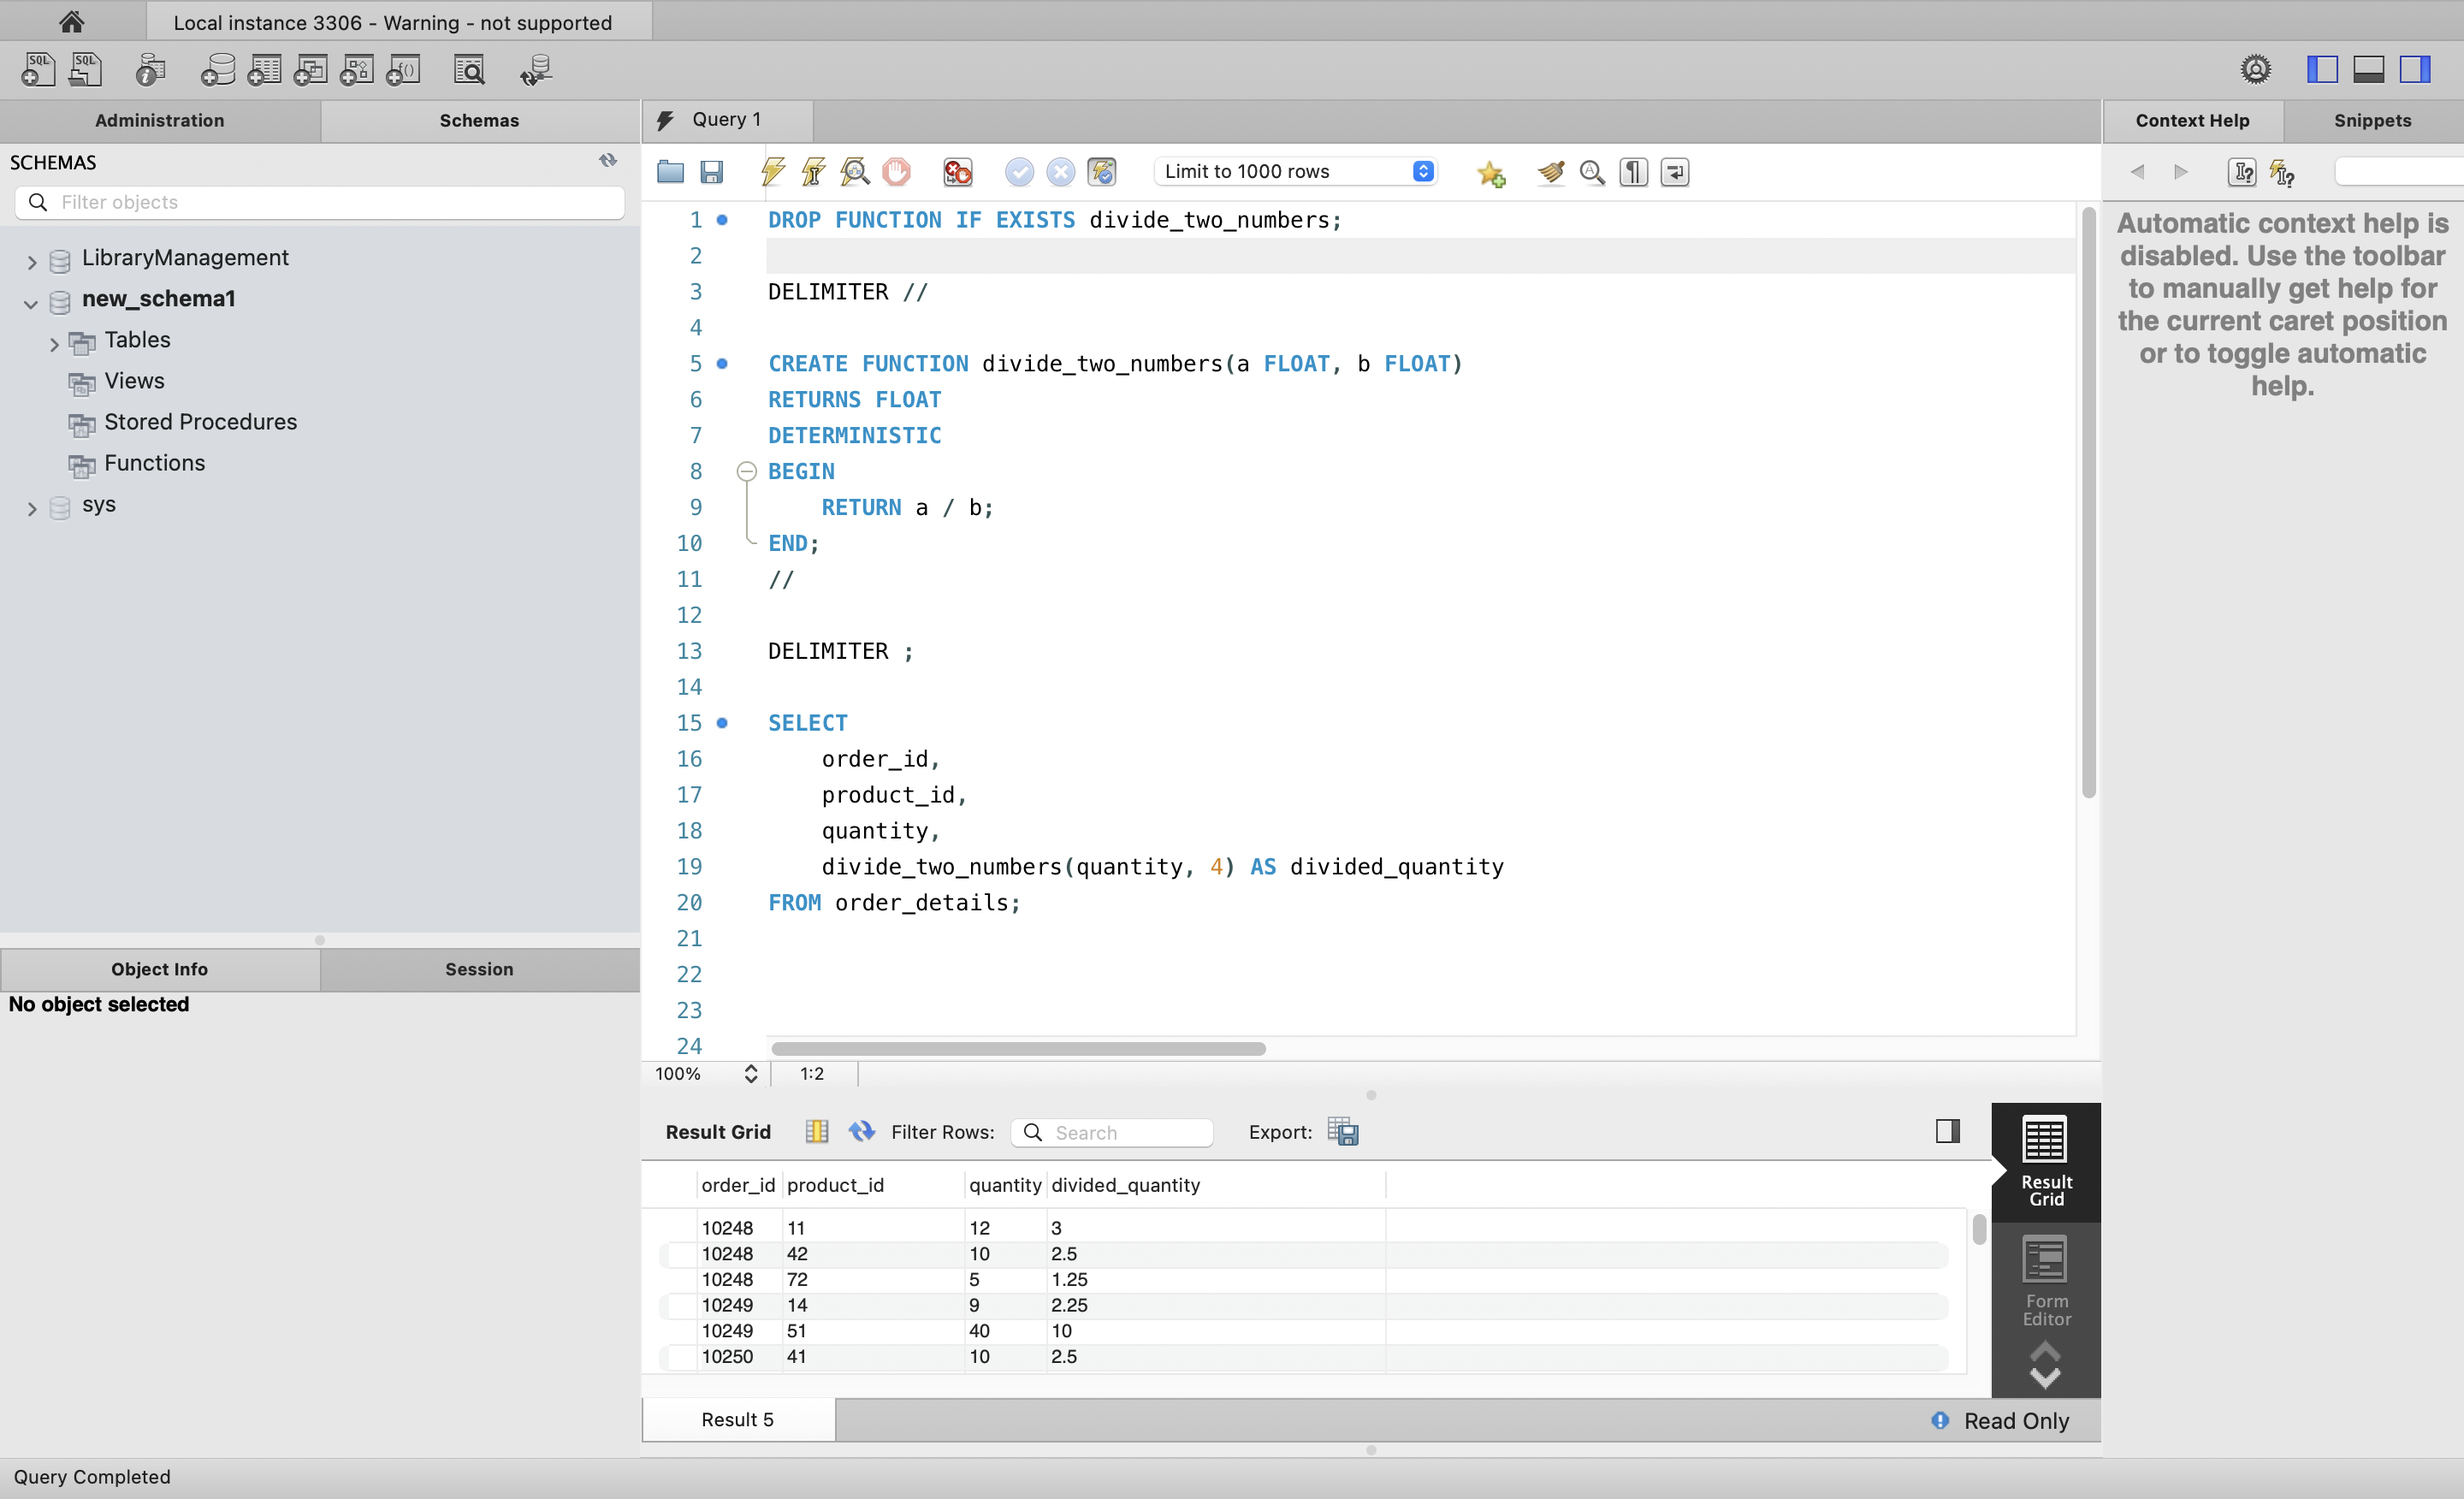 Local instance 3306 - Warning - not supported
SQL
SQL
Administration
Schemas
SCHEMAS
Filter objects
LibraryManagement
new_schema1
Tables
Views
Stored Procedures
Functions
sys
Object Info
Session
No object selected
Query 1
Limit to 1000 rows
1 DROP FUNCTION IF EXISTS divide_two_numbers;
2
3 DELIMITER //
4
5 CREATE FUNCTION divide_two_numbers(a FLOAT, b FLOAT)
6 RETURNS FLOAT
7 DETERMINISTIC
8 BEGIN
9 RETURN a / b;
10 END;
11 //
12
13 DELIMITER ;
14
15 SELECT
16 order_id,
17 product_id,
18 quantity,
19 divide_two_numbers(quantity, 4) AS divided_quantity
20 FROM order_details;
21
22
23
24
100%
1:2
Result Grid
Filter Rows:
Search
Export:
order_id product_id quantity divided_quantity
10248 11 12 3
10248 42 10 2.5
10248 72 5 1.25
10249 14 9 2.25
10249 51 40 10
10250 41 10 2.5
Result
Grid
Form
Editor
Result 5
Read Only
Context Help
Snippets
Automatic context help is
disabled. Use the toolbar
to manually get help for
the current caret position
or to toggle automatic
help.
Query Completed